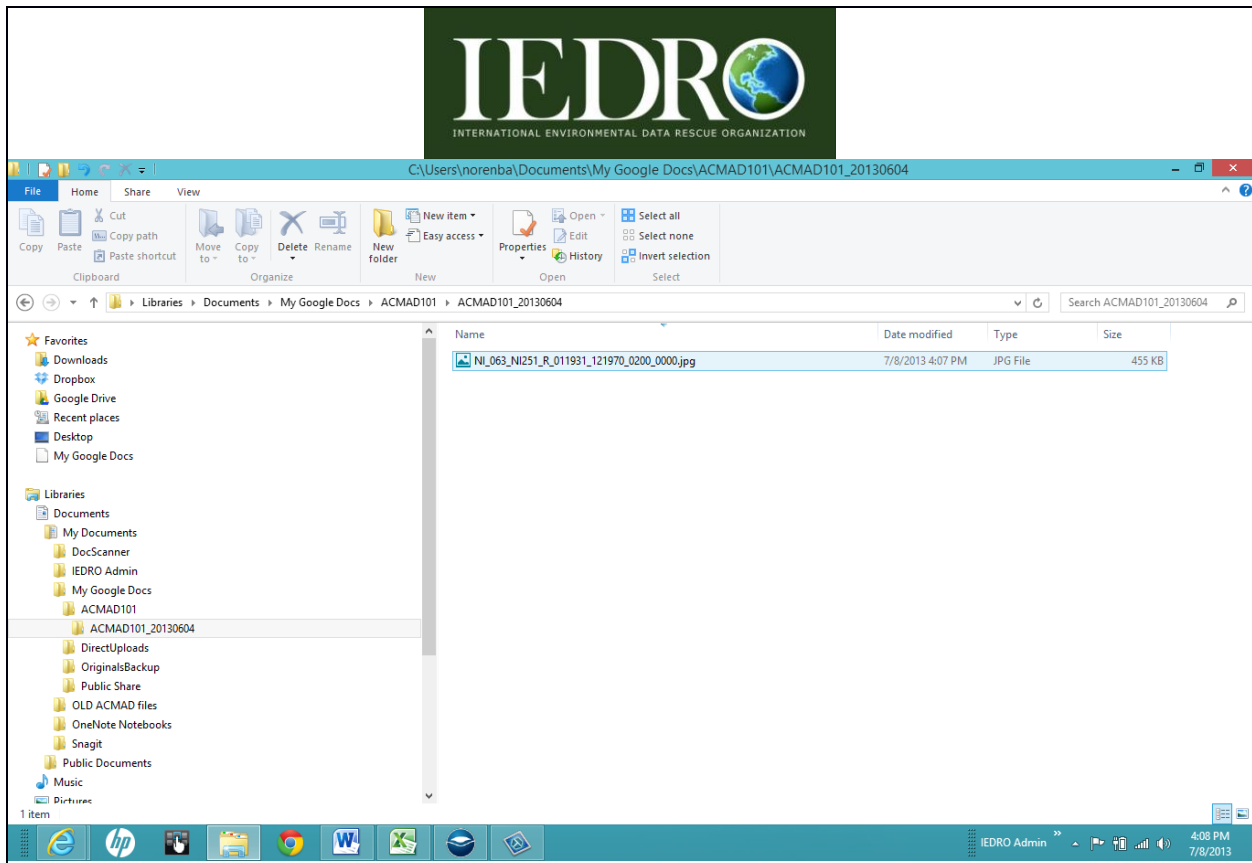 IEDRO
INTERNATIONAL ENVIRONMENTAL DATA RESCUE ORGANIZATION
C:\Users\norenba\Documents\My Google Docs\ACMAD101\ACMAD101_20130604
File Home Share View
Copy
Paste
Cut
Copy path
Paste shortcut
Clipboard
Move to
Copy to
Delete
Rename
Organize
New folder
New item
Easy access
New
Properties
Open
Edit
History
Open
Select all
Select none
Invert selection
Select
Libraries Documents My Google Docs ACMAD101 ACMAD101_20130604
Search ACMAD101_20130604
Favorites
Downloads
Dropbox
Google Drive
Recent places
Desktop
My Google Docs
Libraries
Documents
My Documents
DocScanner
IEDRO Admin
My Google Docs
ACMAD101
ACMAD101_20130604
DirectUploads
OriginalsBackup
Public Share
OLD ACMAD files
OneNote Notebooks
Snagit
Public Documents
Music
Pictures
Name Date modified Type Size
NI_063_NI251_R_011931_121970_0200_0000.jpg 7/8/2013 4:07 PM JPG File 455 KB
1 item
hp
IEDRO Admin
4:08 PM
7/8/2013